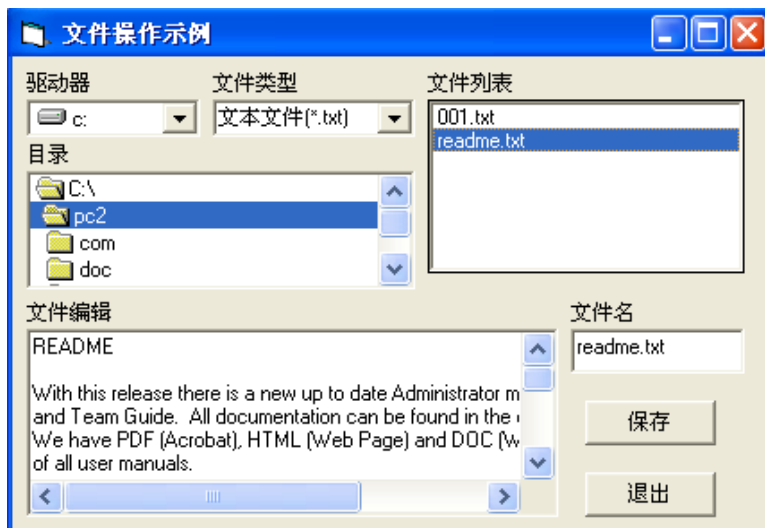 文件操作示例
驱动器
文件类型
文件列表
c:
文本文件(*.txt)
001.txt
readme.txt
目录
C:\
pc2
com
doc
文件编辑
文件名
README
readme.txt
With this release there is a new up to date Administrator m
and Team Guide.  All documentation can be found in the
We have PDF (Acrobat), HTML (Web Page) and DOC (W
of all user manuals.
保存
退出